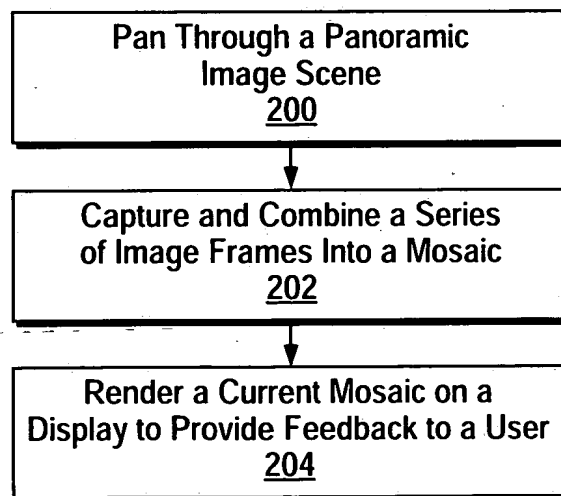 Pan Through a Panoramic
Image Scene
200
Capture and Combine a Series
of Image Frames Into a Mosaic
202
Render a Current Mosaic on a
Display to Provide Feedback to a User
204